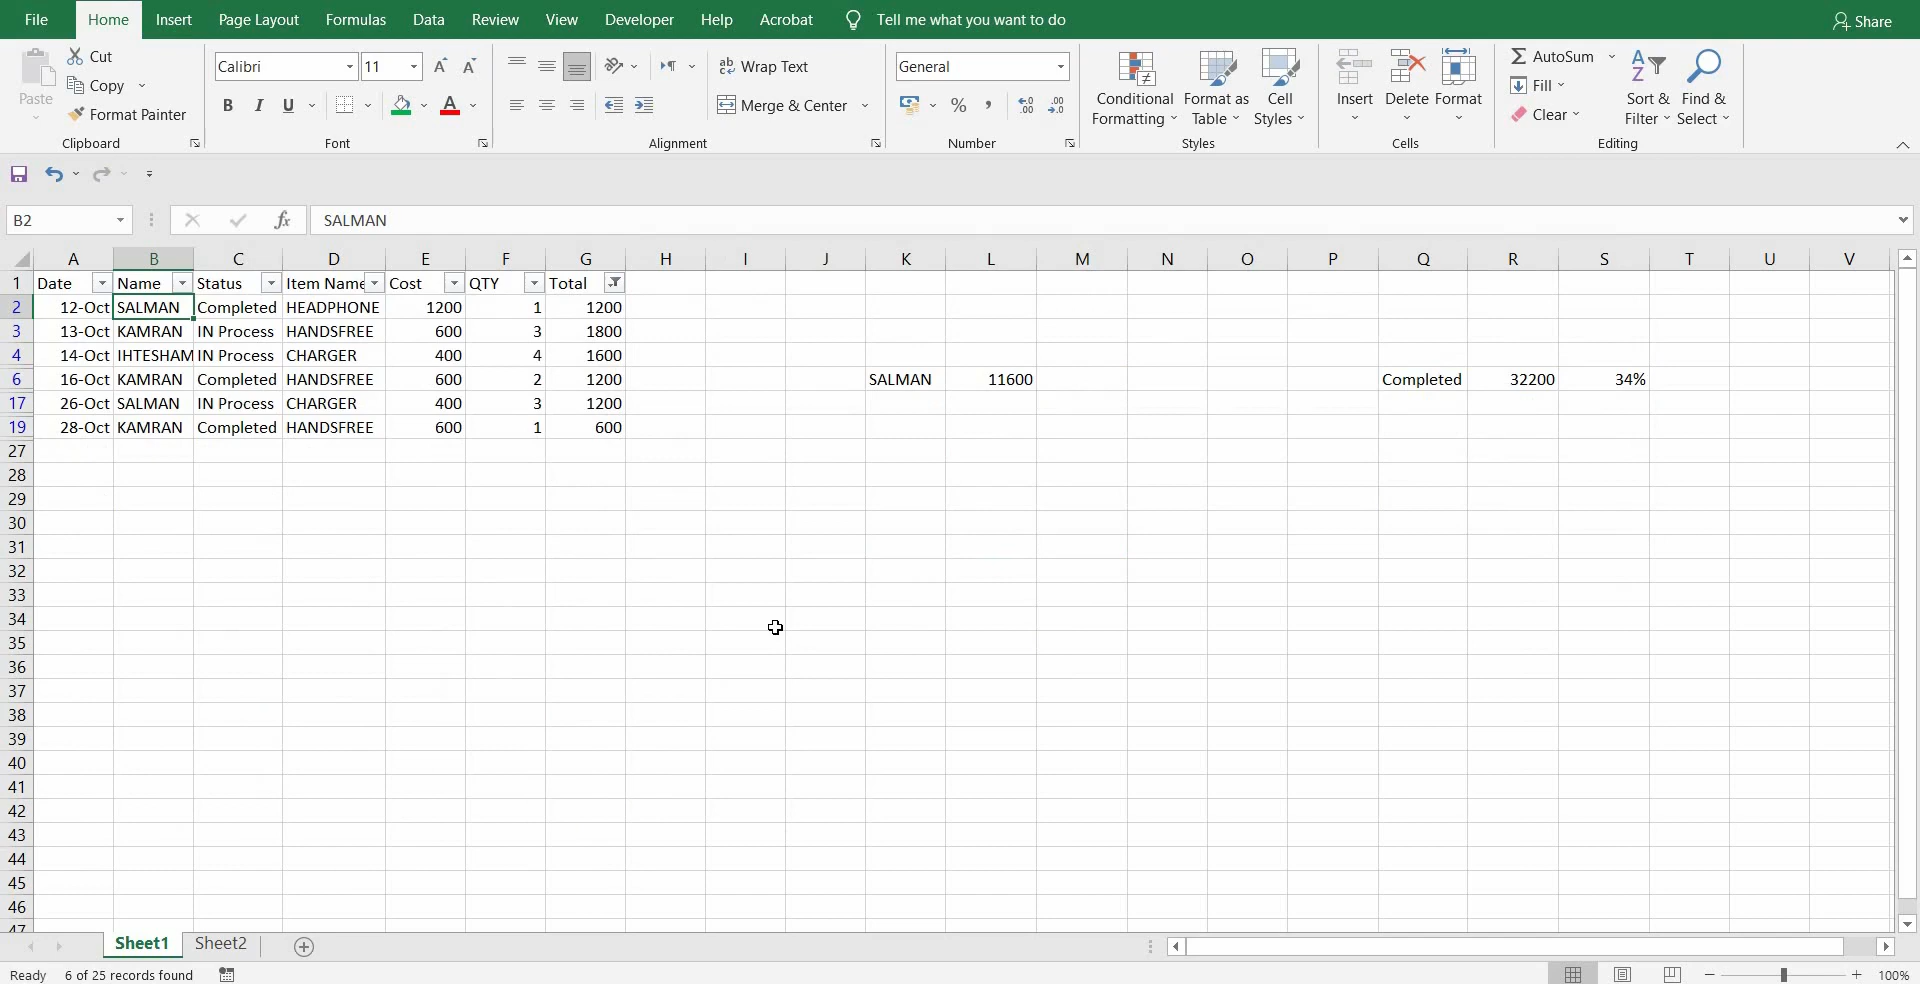 File Home Insert Page Layout Formulas Data Review View Developer Help Acrobat Tell me what you want to do Share
Paste
Cut
Copy
Format Painter
Clipboard
Calibri 11
B I U A
Font
Wrap Text
Merge & Center
Alignment
General
% ,
Number
Conditional Formatting
Format as Table
Cell Styles
Styles
Insert Delete Format
Cells
AutoSum
Fill
Clear
Sort & Filter
Find & Select
Editing
B2 fx SALMAN
A B C D E F G H I J K L M N O P Q R S T U V
1 Date Name Status Item Name Cost QTY Total
2 12-Oct SALMAN Completed HEADPHONE 1200 1 1200
3 13-Oct KAMRAN IN Process HANDSFREE 600 3 1800
4 14-Oct IHTESHAM IN Process CHARGER 400 4 1600
6 16-Oct KAMRAN Completed HANDSFREE 600 2 1200 SALMAN 11600 Completed 32200 34%
17 26-Oct SALMAN IN Process CHARGER 400 3 1200
19 28-Oct KAMRAN Completed HANDSFREE 600 1 600
27
28
29
30
31
32
33
34
35
36
37
38
39
40
41
42
43
44
45
46
47
Sheet1 Sheet2
Ready 6 of 25 records found 100%